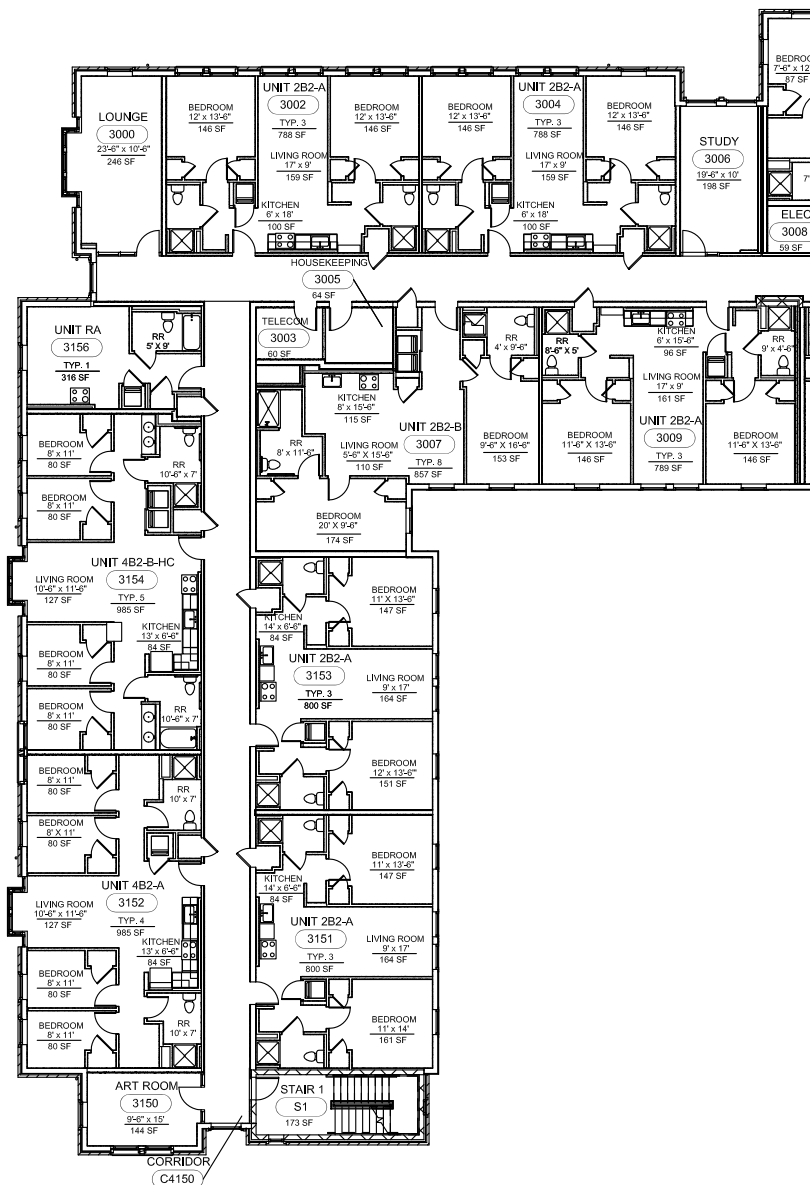 BEDROO
7'-6" x 12
87 SF
UNIT 2B2-A
3002
TYP. 3
788 SF
UNIT 2B2-A
3004
TYP. 3
788 SF
LOUNGE
3000
23'-6" x 10'-6"
246 SF
BEDROOM
12' x 13'-6"
146 SF
BEDROOM
12' x 13'-6"
146 SF
BEDROOM
12' x 13'-6"
146 SF
BEDROOM
12' x 13'-6"
146 SF
STUDY
3006
19'-6" x 10'
198 SF
LIVING ROOM
17' x 9'
159 SF
LIVING ROOM
17' x 9'
159 SF
7'
KITCHEN
6' x 18'
100 SF
KITCHEN
6' x 18'
100 SF
ELEC
3008
59 SF
HOUSEKEEPING
3005
64 SF
TELECOM
3003
60 SF
UNIT RA
3156
TYP. 1
316 SF
RR
5' X 9'
RR
4' x 9'-6"
RR
8'-6" X 5'
KITCHEN
6' x 15'-6"
96 SF
RR
9' x 4'-6"
KITCHEN
8' x 15'-6"
115 SF
LIVING ROOM
17' x 9'
161 SF
UNIT 2B2-B
3007
TYP. 8
857 SF
LIVING ROOM
5'-6" X 15'-6"
110 SF
UNIT 2B2-A
3009
TYP. 3
789 SF
BEDROOM
9'-6" X 16'-6"
153 SF
BEDROOM
11'-6" X 13'-6"
146 SF
BEDROOM
11'-6" X 13'-6"
146 SF
RR
8' x 11'-6"
BEDROOM
20' X 9'-6"
174 SF
BEDROOM
8' x 11'
80 SF
RR
10'-6" x 7'
BEDROOM
8' x 11'
80 SF
UNIT 4B2-B-HC
3154
TYP. 5
985 SF
LIVING ROOM
10'-6" x 11'-6"
127 SF
KITCHEN
13' x 6'-6"
84 SF
BEDROOM
8' x 11'
80 SF
BEDROOM
8' x 11'
80 SF
RR
10'-6" x 7'
BEDROOM
11' X 13'-6"
147 SF
KITCHEN
14' x 6'-6"
84 SF
UNIT 2B2-A
3153
TYP. 3
800 SF
LIVING ROOM
9' x 17'
164 SF
BEDROOM
12' x 13'-6"
151 SF
BEDROOM
8' x 11'
80 SF
RR
10' x 7'
BEDROOM
8' X 11'
80 SF
UNIT 4B2-A
3152
TYP. 4
985 SF
LIVING ROOM
10'-6" x 11'-6"
127 SF
KITCHEN
13' x 6'-6"
84 SF
BEDROOM
8' x 11'
80 SF
BEDROOM
8' x 11'
80 SF
RR
10' x 7'
BEDROOM
11' x 13'-6"
147 SF
KITCHEN
14' x 6'-6"
84 SF
UNIT 2B2-A
3151
TYP. 3
800 SF
LIVING ROOM
9' x 17'
164 SF
BEDROOM
11' x 14'
161 SF
ART ROOM
3150
9'-6" x 15'
144 SF
STAIR 1
S1
173 SF
CORRIDOR
C4150